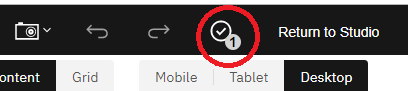 1 Return to Studio
ontent Grid Mobile Tablet Desktop